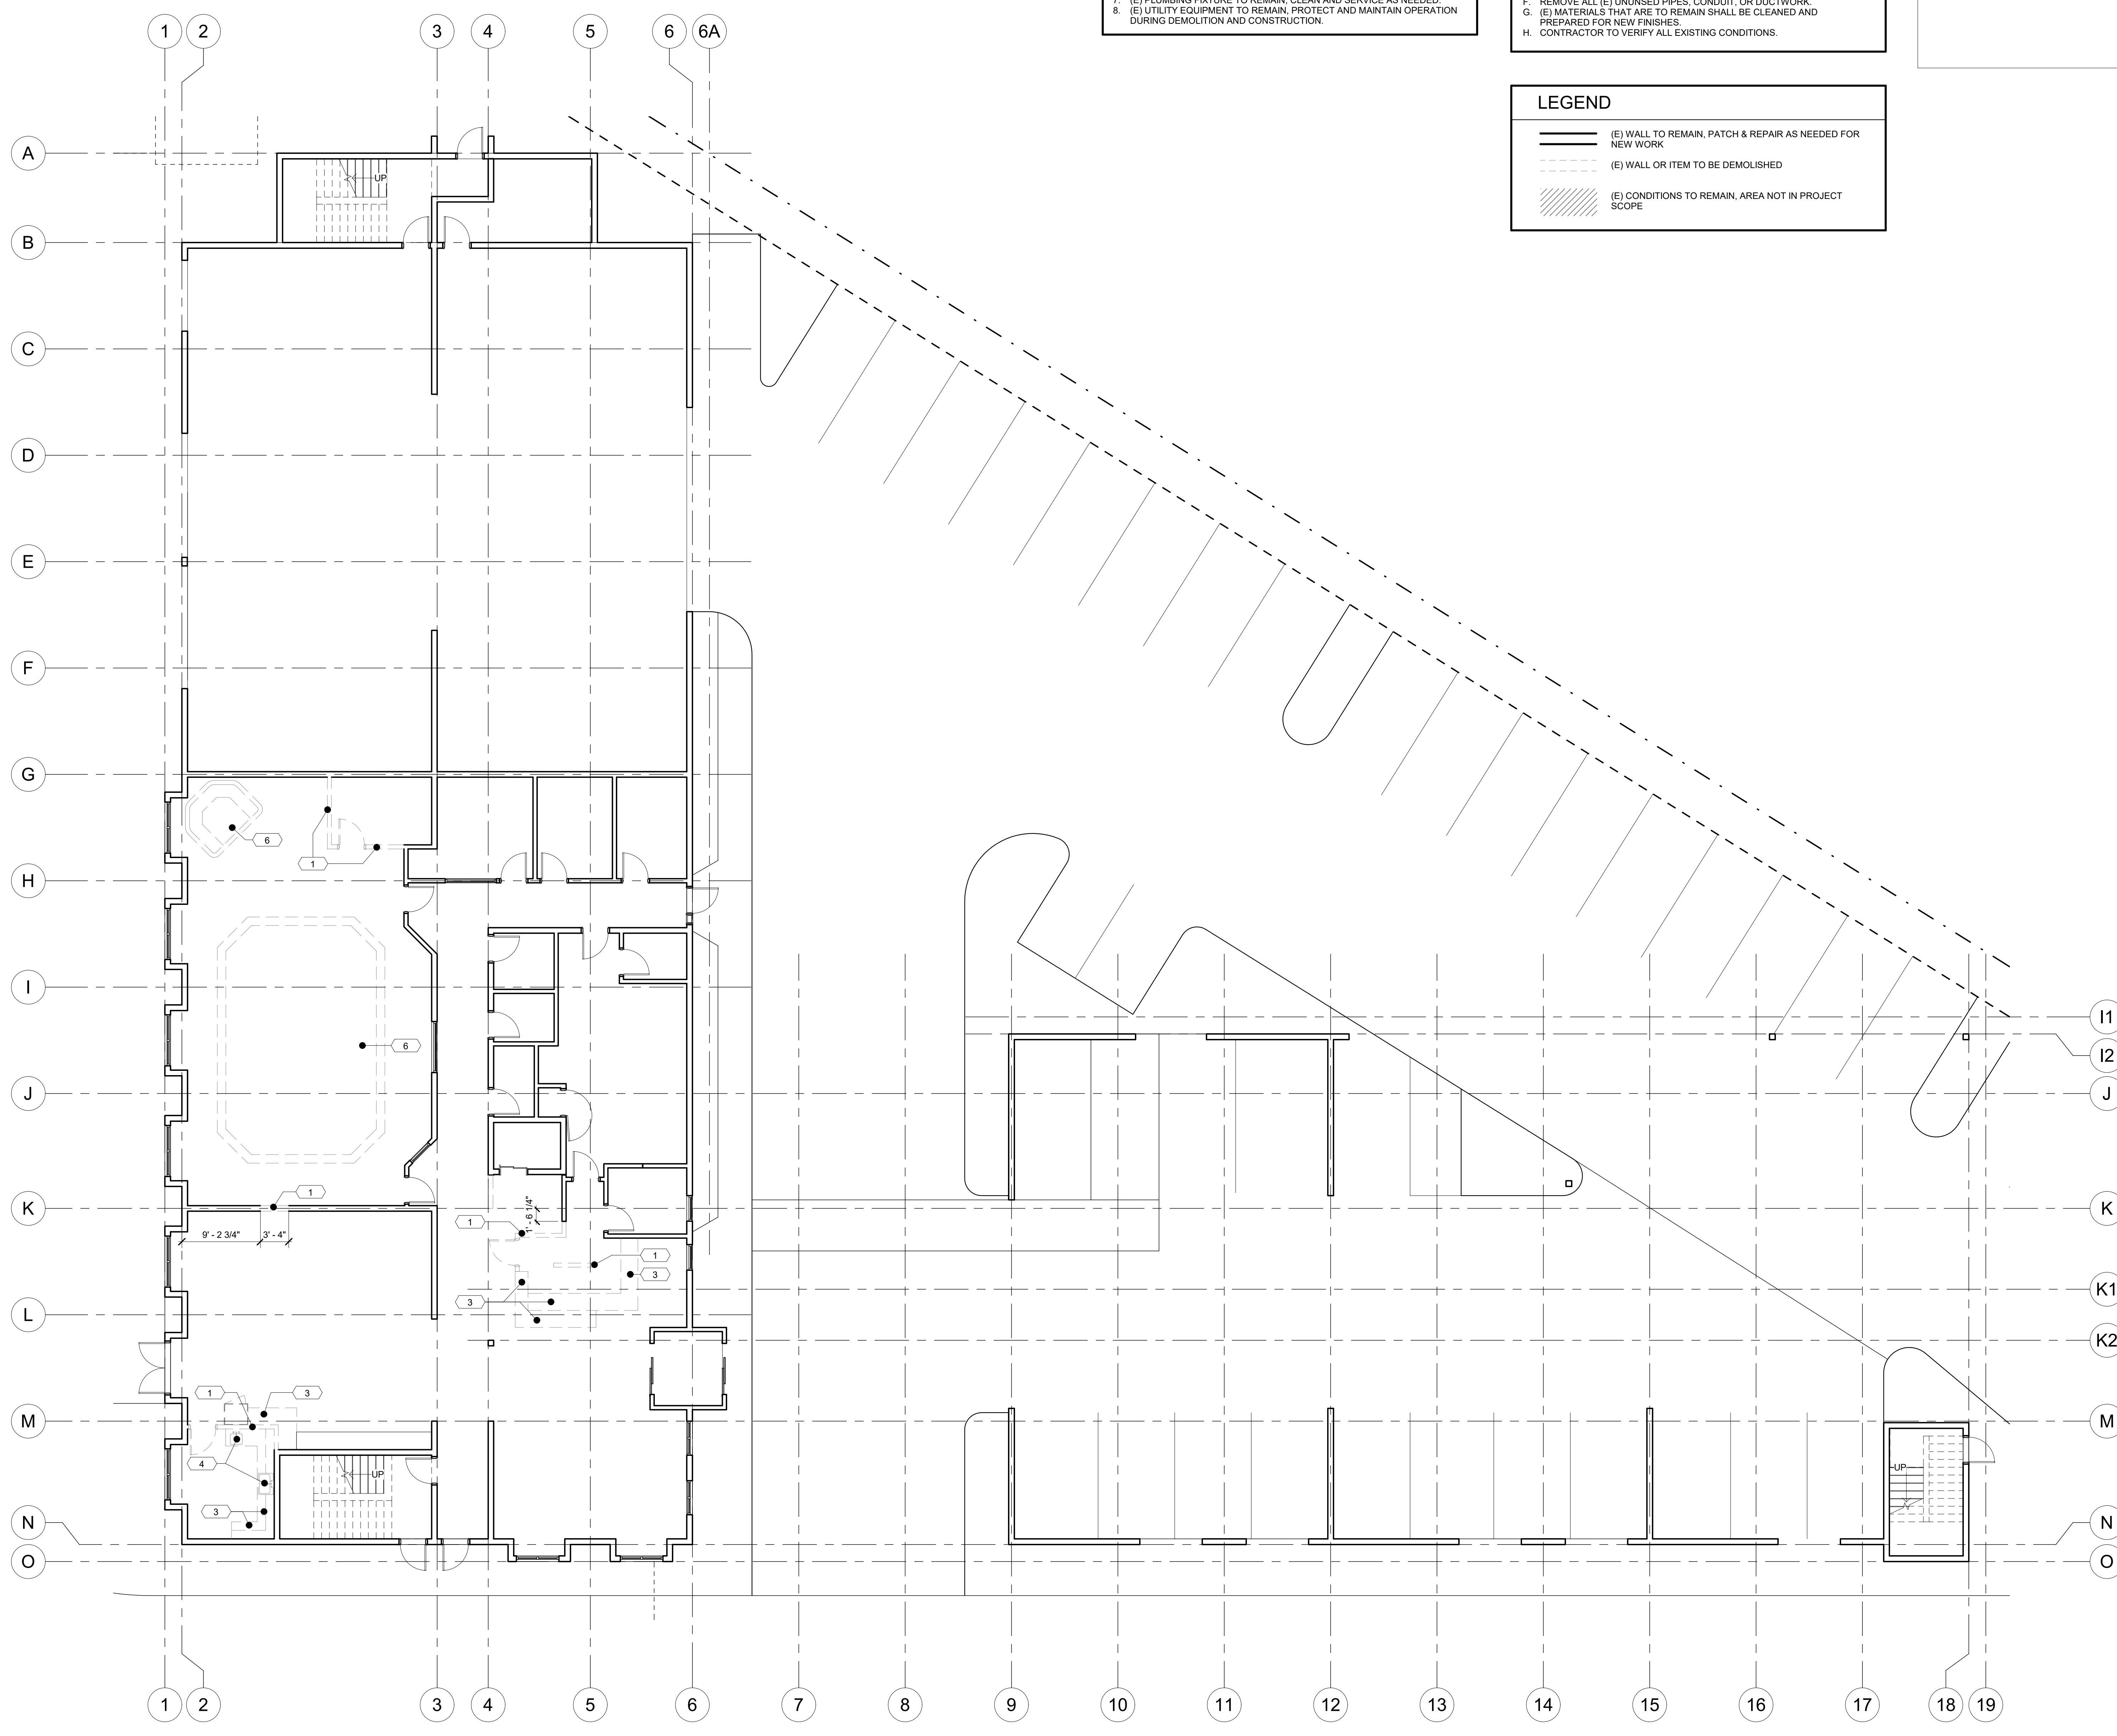 7. (E) PLUMBING FIXTURE TO REMAIN, CLEAN AND SERVICE AS NEEDED.
8. (E) UTILITY EQUIPMENT TO REMAIN, PROTECT AND MAINTAIN OPERATION
DURING DEMOLITION AND CONSTRUCTION.
F. REMOVE ALL (E) UNUNSED PIPES, CONDUIT, OR DUCTWORK.
G. (E) MATERIALS THAT ARE TO REMAIN SHALL BE CLEANED AND
PREPARED FOR NEW FINISHES.
H. CONTRACTOR TO VERIFY ALL EXISTING CONDITIONS.
LEGEND
(E) WALL TO REMAIN, PATCH & REPAIR AS NEEDED FOR
NEW WORK
(E) WALL OR ITEM TO BE DEMOLISHED
(E) CONDITIONS TO REMAIN, AREA NOT IN PROJECT
SCOPE
1 2 3 4 5 6 6A
A
UP
B
C
D
E
F
G
6
1
H
I
I1
6
I2
J
J
1
K
K
9' - 2 3/4" 3' - 4"
1' - 6 1/4"
1
1
3
3
K1
L
K2
1
3
M
M
4
UP
UP
3
N
N
O
O
1 2 3 4 5 6 7 8 9 10 11 12 13 14 15 16 17 18 19